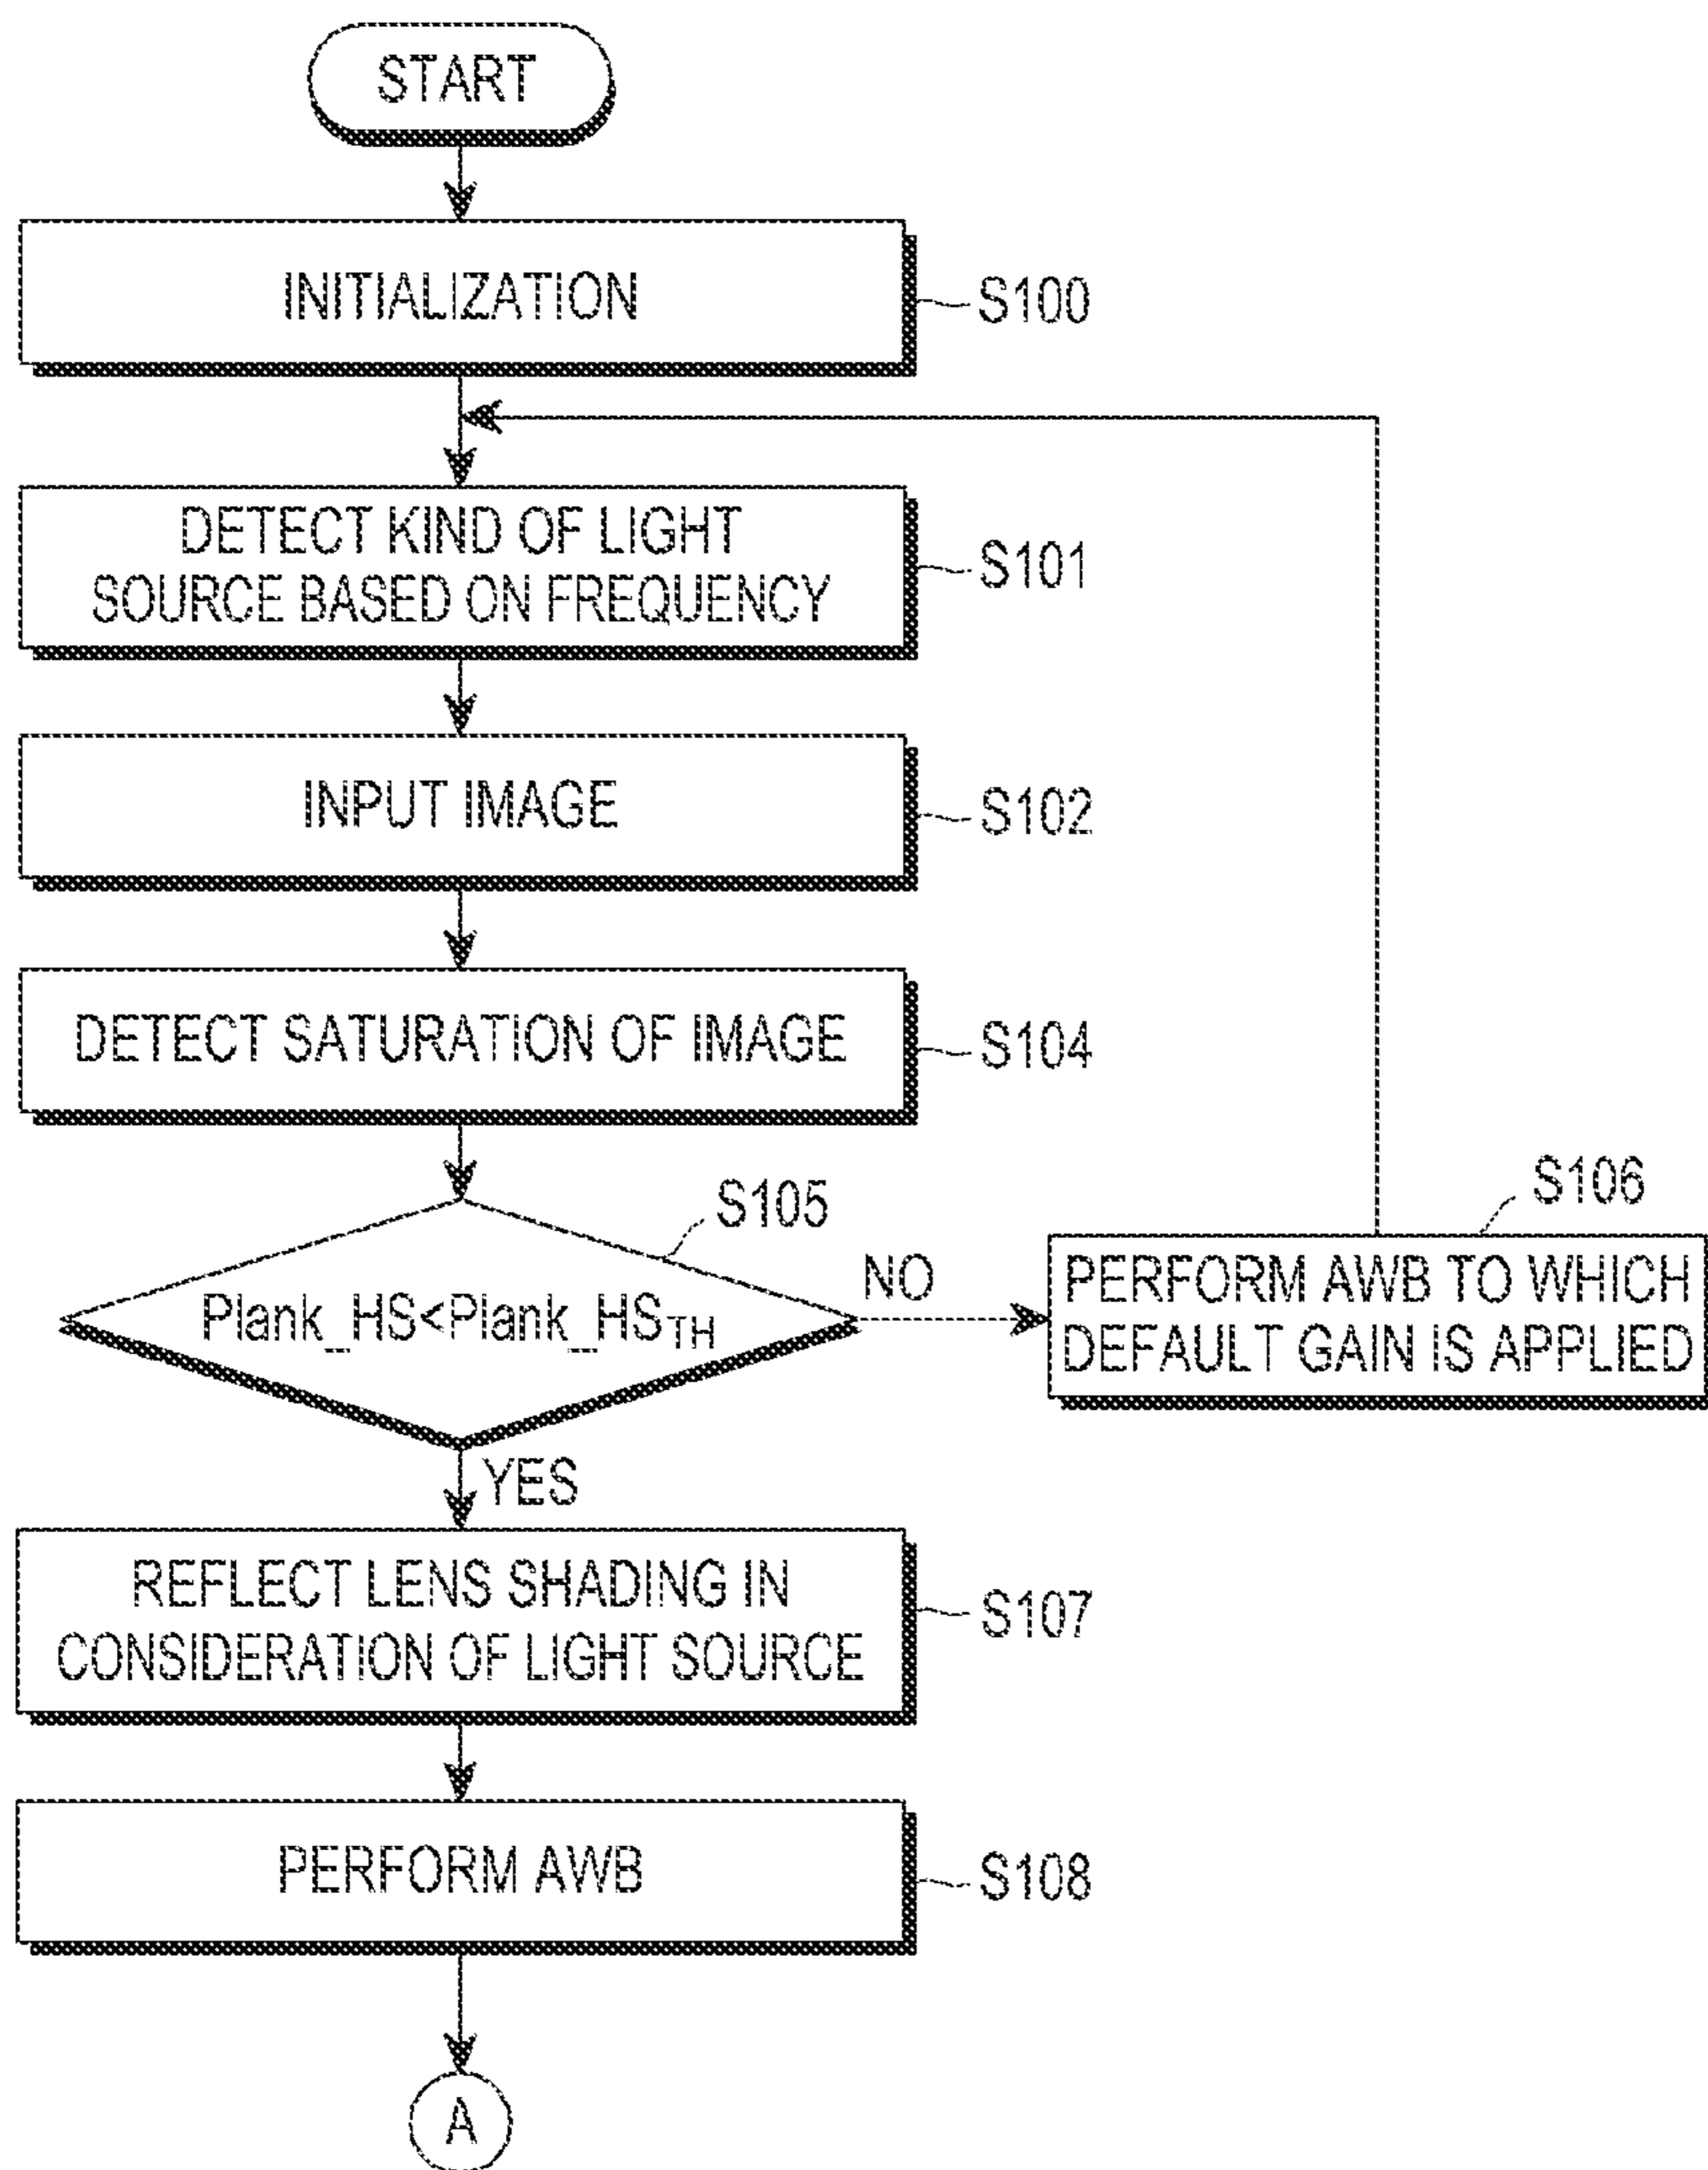 START
INITIALIZATION
S100
DETECT KIND OF LIGHT
SOURCE BASED ON FREQUENCY
S101
INPUT IMAGE
S102
DETECT SATURATION OF IMAGE
S104
S105
Plank_HS<Plank_HSTH
NO
S106
PERFORM AWB TO WHICH
DEFAULT GAIN IS APPLIED
YES
REFLECT LENS SHADING IN
CONSIDERATION OF LIGHT SOURCE
S107
PERFORM AWB
S108
A